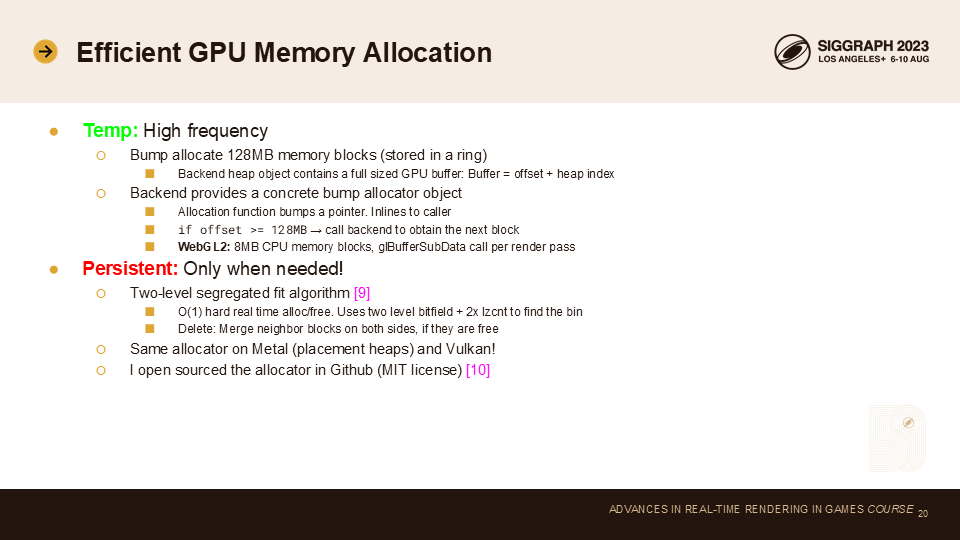 Efficient GPU Memory Allocation
SIGGRAPH 2023
LOS ANGELES+ 6-10 AUG
Temp: High frequency
Bump allocate 128MB memory blocks (stored in a ring)
Backend heap object contains a full sized GPU buffer: Buffer = offset + heap index
Backend provides a concrete bump allocator object
Allocation function bumps a pointer. Inlines to caller
if offset >= 128MB → call backend to obtain the next block
WebGL2: 8MB CPU memory blocks, glBufferSubData call per render pass
Persistent: Only when needed!
Two-level segregated fit algorithm [9]
O(1) hard real time alloc/free. Uses two level bitfield + 2x lzcnt to find the bin
Delete: Merge neighbor blocks on both sides, if they are free
Same allocator on Metal (placement heaps) and Vulkan!
I open sourced the allocator in Github (MIT license) [10]
ADVANCES IN REAL-TIME RENDERING IN GAMES COURSE 20